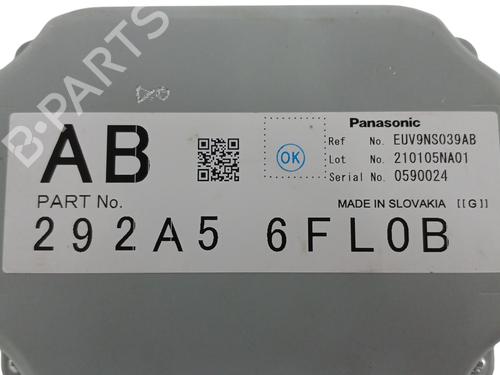 AB
PART No.
292A5 6FL0B
OK
Panasonic
Ref No. EUV9NS039AB
Lot No. 210105NA01
Serial No. 0590024
MADE IN SLOVAKIA [[G]]
B-PARTS